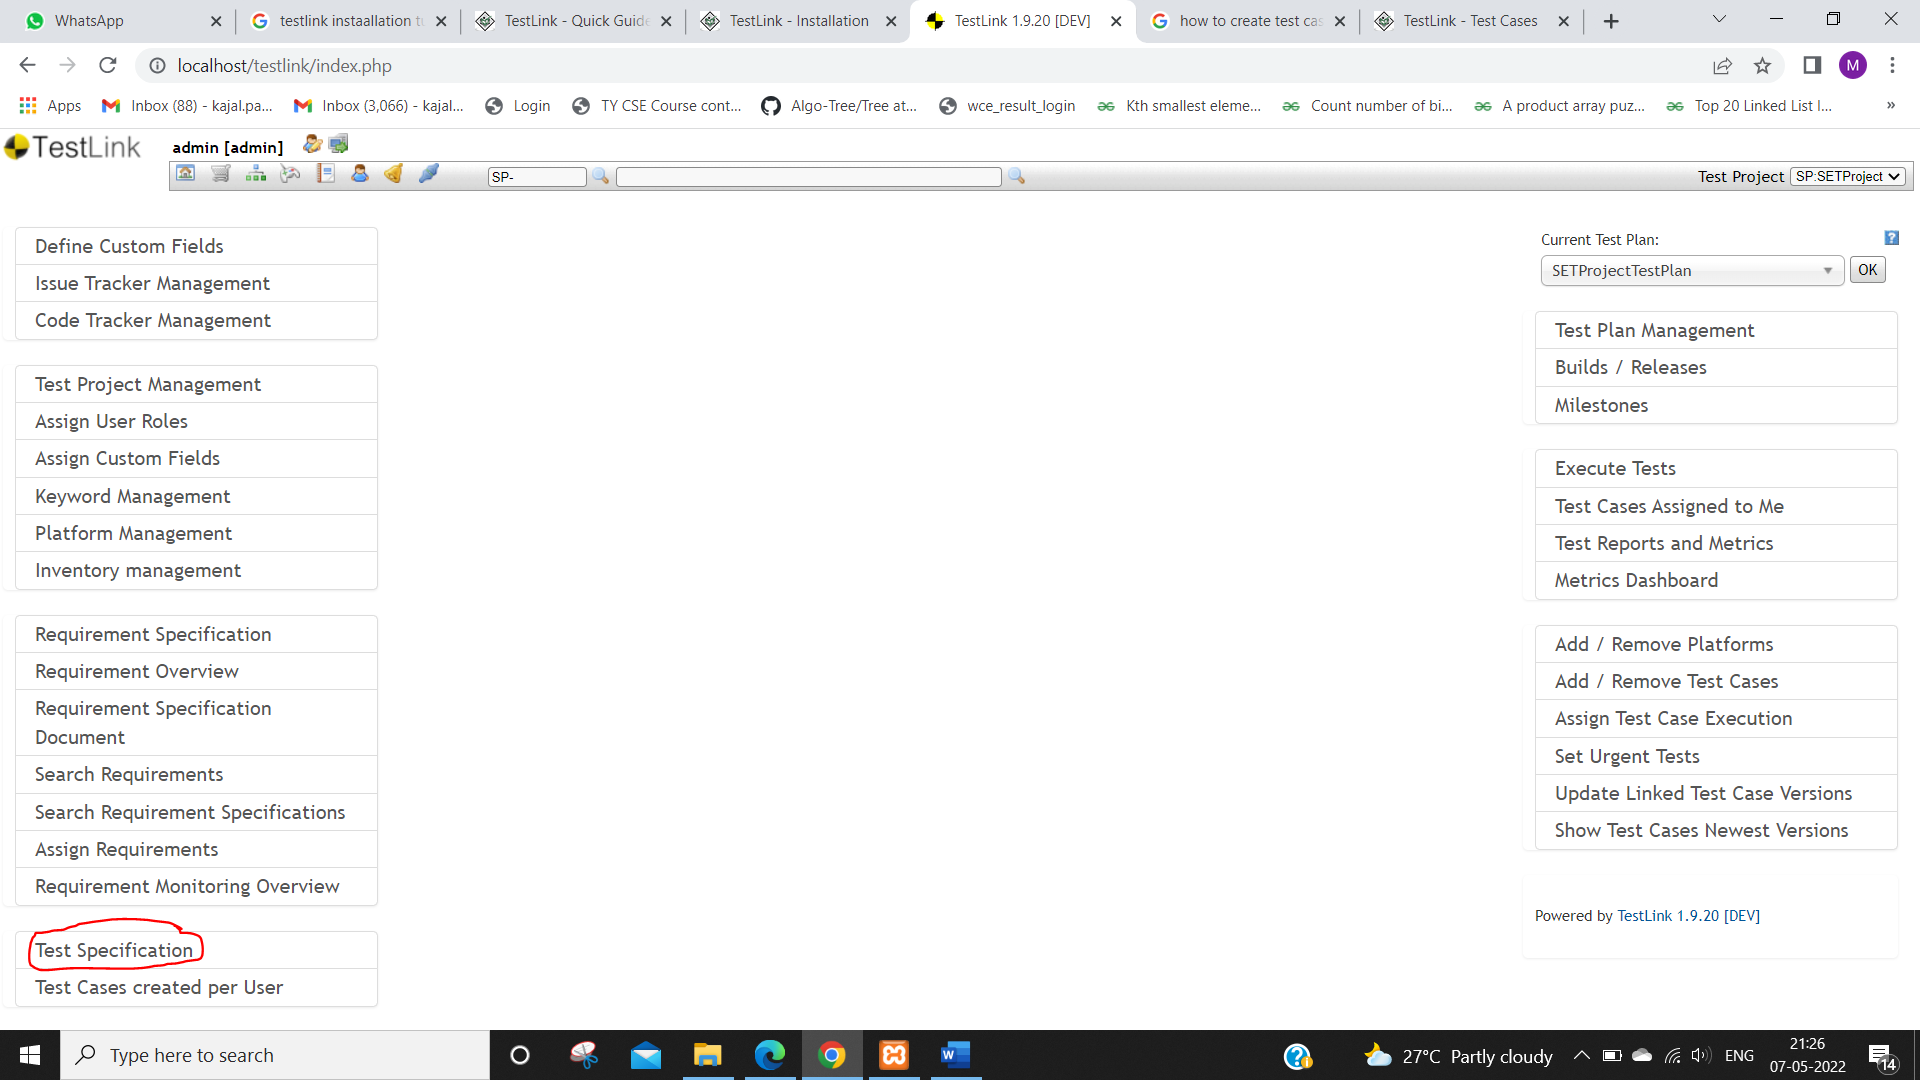 WhatsApp
testlink instaallation tu
TestLink - Quick Guide
TestLink - Installation
TestLink 1.9.20 [DEV]
how to create test cas
TestLink - Test Cases
localhost/testlink/index.php
M
Apps
Inbox (88) - kajal.pa...
Inbox (3,066) - kajal...
Login
TY CSE Course cont...
Algo-Tree/Tree at...
wce_result_login
Kth smallest eleme...
Count number of bi...
A product array puz...
Top 20 Linked List I...
»
TestLink
admin [admin]
SP-
Test Project
SP:SETProject
Define Custom Fields
Issue Tracker Management
Code Tracker Management
Test Project Management
Assign User Roles
Assign Custom Fields
Keyword Management
Platform Management
Inventory management
Requirement Specification
Requirement Overview
Requirement Specification
Document
Search Requirements
Search Requirement Specifications
Assign Requirements
Requirement Monitoring Overview
Test Specification
Test Cases created per User
Current Test Plan:
?
SETProjectTestPlan
OK
Test Plan Management
Builds / Releases
Milestones
Execute Tests
Test Cases Assigned to Me
Test Reports and Metrics
Metrics Dashboard
Add / Remove Platforms
Add / Remove Test Cases
Assign Test Case Execution
Set Urgent Tests
Update Linked Test Case Versions
Show Test Cases Newest Versions
Powered by TestLink 1.9.20 [DEV]
Type here to search
27°C Partly cloudy
ENG
21:26
07-05-2022
14